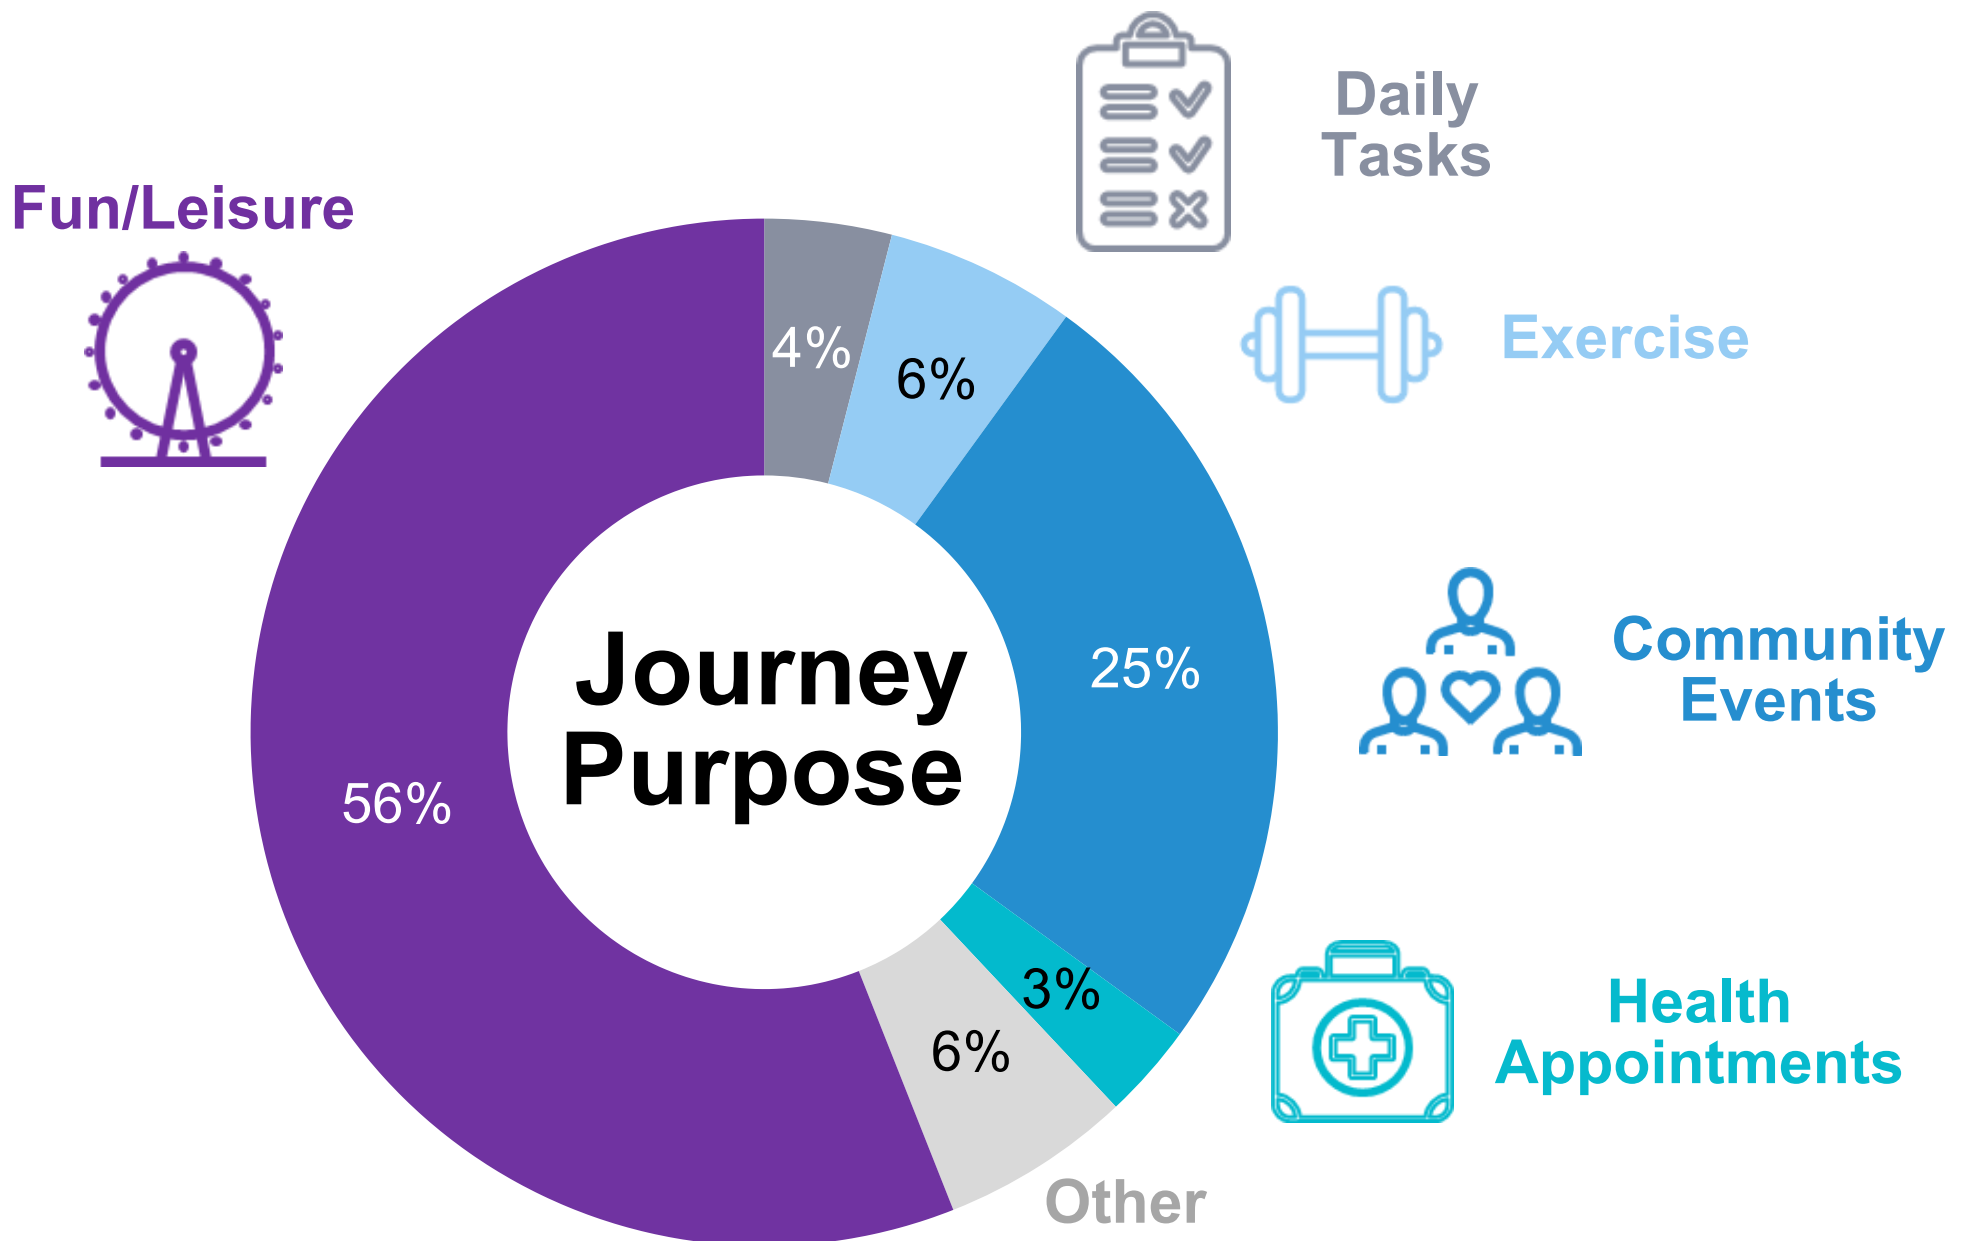 Daily
Tasks
Fun/Leisure
4%
6%
Exercise
Journey
Purpose
25%
Community
Events
56%
3%
Health
Appointments
6%
Other